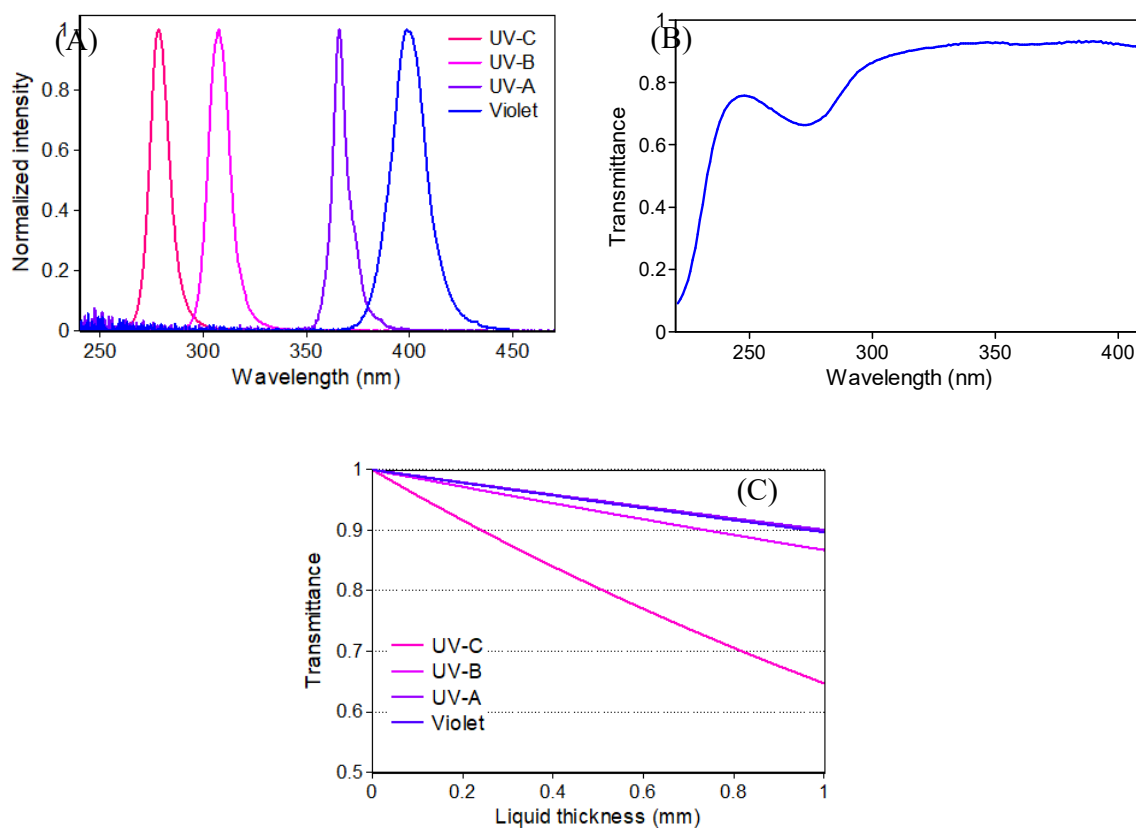 (A)
Normalized intensity
1
0.8
0.6
0.4
0.2
0
UV-C
UV-B
UV-A
Violet
250 300 350 400 450
Wavelength (nm)
(B)
Transmittance
1
0.8
0.6
0.4
0.2
0
250 300 350 400
Wavelength (nm)
(C)
Transmittance
1
0.9
0.8
0.7
0.6
0.5
UV-C
UV-B
UV-A
Violet
0 0.2 0.4 0.6 0.8 1
Liquid thickness (mm)